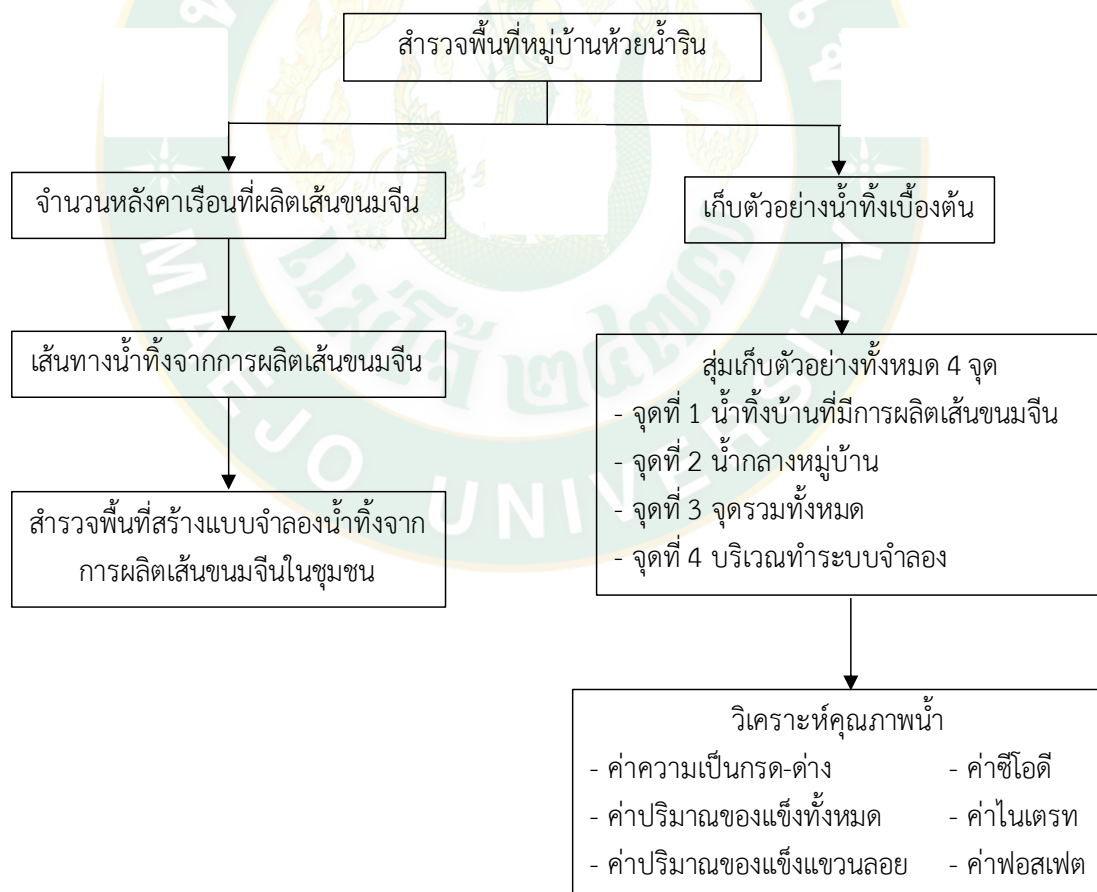 สำรวจพื้นที่หมู่บ้านห้วยน้ำริน
จำนวนหลังคาเรือนที่ผลิตเส้นขนมจีน
เส้นทางน้ำทิ้งจากการผลิตเส้นขนมจีน
สำรวจพื้นที่สร้างแบบจำลองน้ำทิ้งจาก
การผลิตเส้นขนมจีนในชุมชน
เก็บตัวอย่างน้ำทิ้งเบื้องต้น
สุ่มเก็บตัวอย่างทั้งหมด 4 จุด
- จุดที่ 1 น้ำทิ้งบ้านที่มีการผลิตเส้นขนมจีน
- จุดที่ 2 น้ำกลางหมู่บ้าน
- จุดที่ 3 จุดรวมทั้งหมด
- จุดที่ 4 บริเวณทำระบบจำลอง
วิเคราะห์คุณภาพน้ำ
- ค่าความเป็นกรด-ด่าง - ค่าซีโอดี
- ค่าปริมาณของแข็งทั้งหมด - ค่าไนเตรท
- ค่าปริมาณของแข็งแขวนลอย - ค่าฟอสเฟต
แม่โจ้ ๒๔๗๗
MAEJO UNIVERSITY